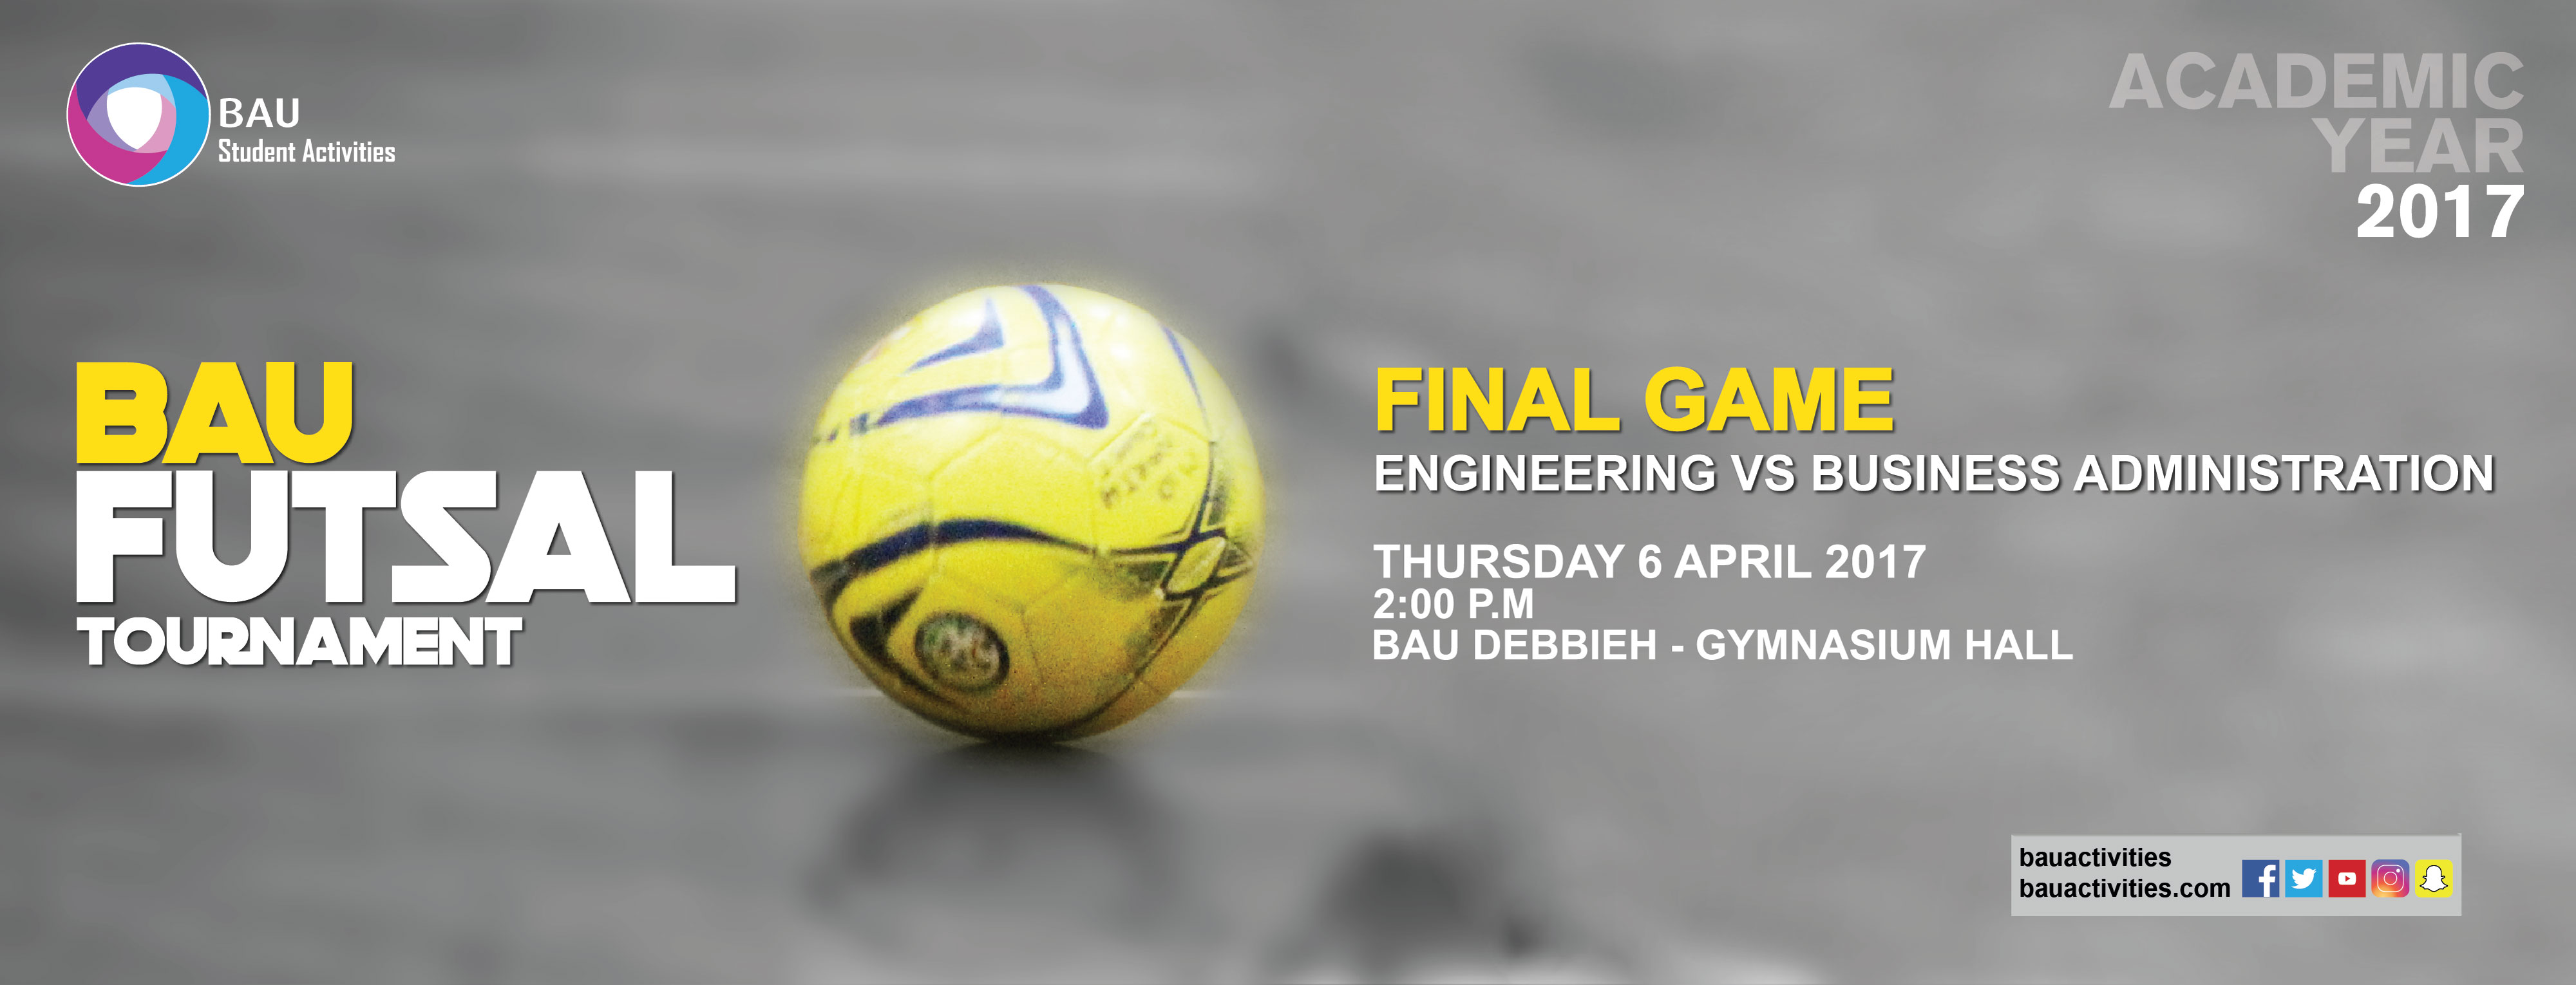 BAU
Student Activities
ACADEMIC
YEAR
2017
BAU
FUTSAL
TOURNAMENT
FINAL GAME
ENGINEERING VS BUSINESS ADMINISTRATION
THURSDAY 6 APRIL 2017
2:00 P.M
BAU DEBBIEH - GYMNASIUM HALL
bauactivities
bauactivities.com